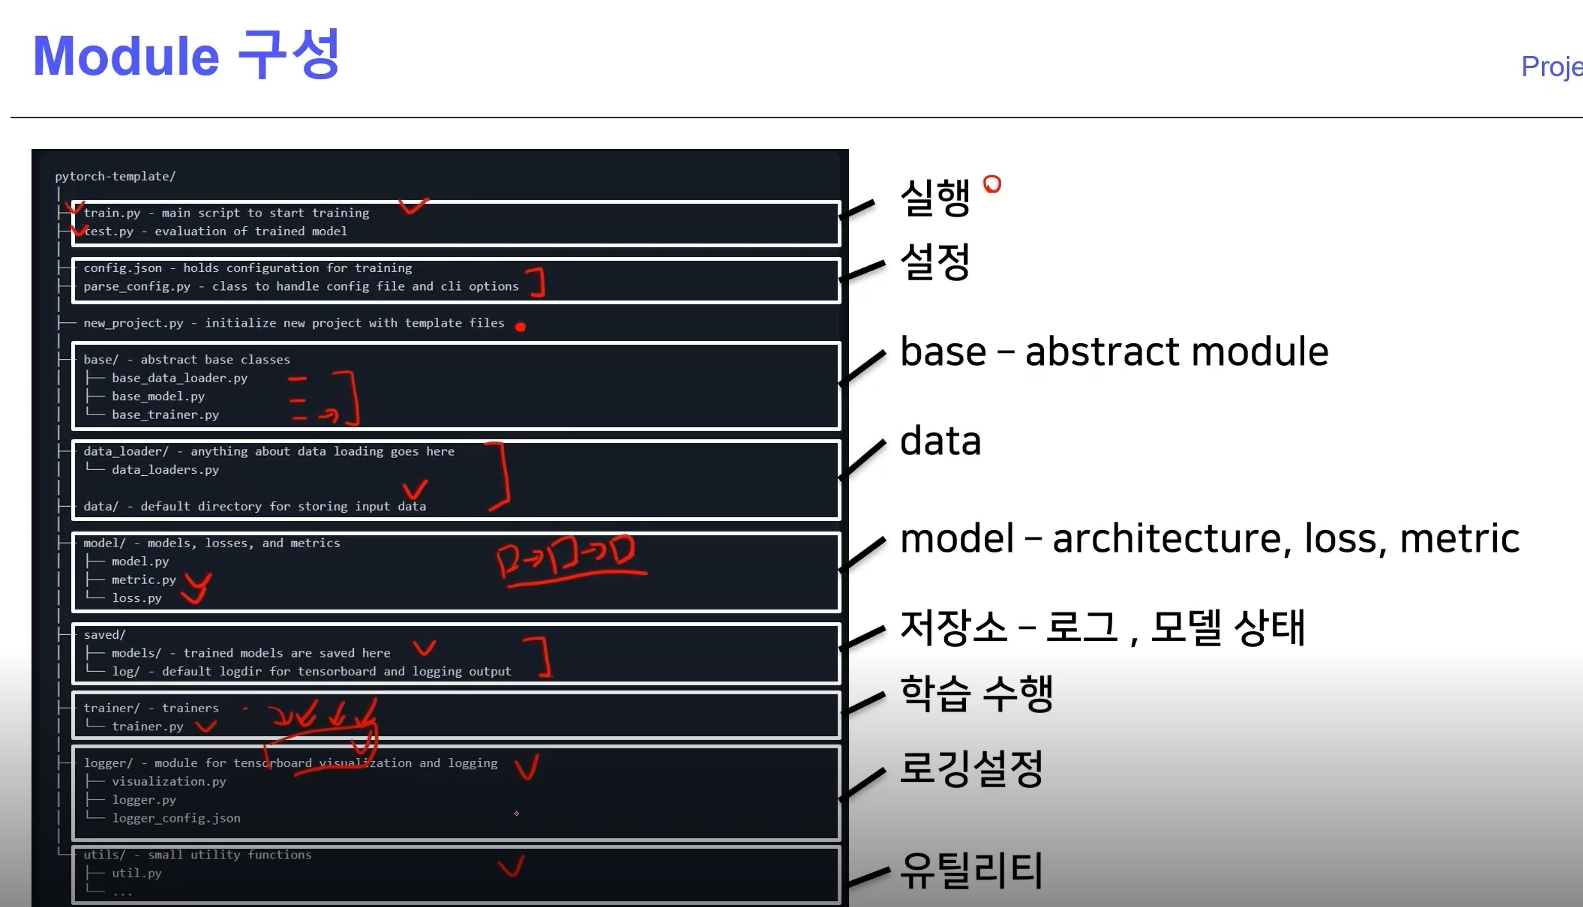 Module 구성
Proje
pytorch-template/
train.py - main script to start training
test.py - evaluation of trained model
실행
config.json - holds configuration for training
parse_config.py - class to handle config file and cli options
설정
new_project.py - initialize new project with template files
base/ - abstract base classes
base_data_loader.py
base_model.py
base_trainer.py
base – abstract module
data_loader/ - anything about data loading goes here
data_loaders.py
data/ - default directory for storing input data
data
model/ - models, losses, and metrics
model.py
metric.py
loss.py
model – architecture, loss, metric
saved/
models/ - trained models are saved here
log/ - default logdir for tensorboard and logging output
저장소 – 로그 , 모델 상태
trainer/ - trainers
trainer.py
학습 수행
logger/ - module for tensorboard visualization and logging
visualization.py
logger.py
logger_config.json
로깅설정
utils/ - small utility functions
util.py
...
유틸리티